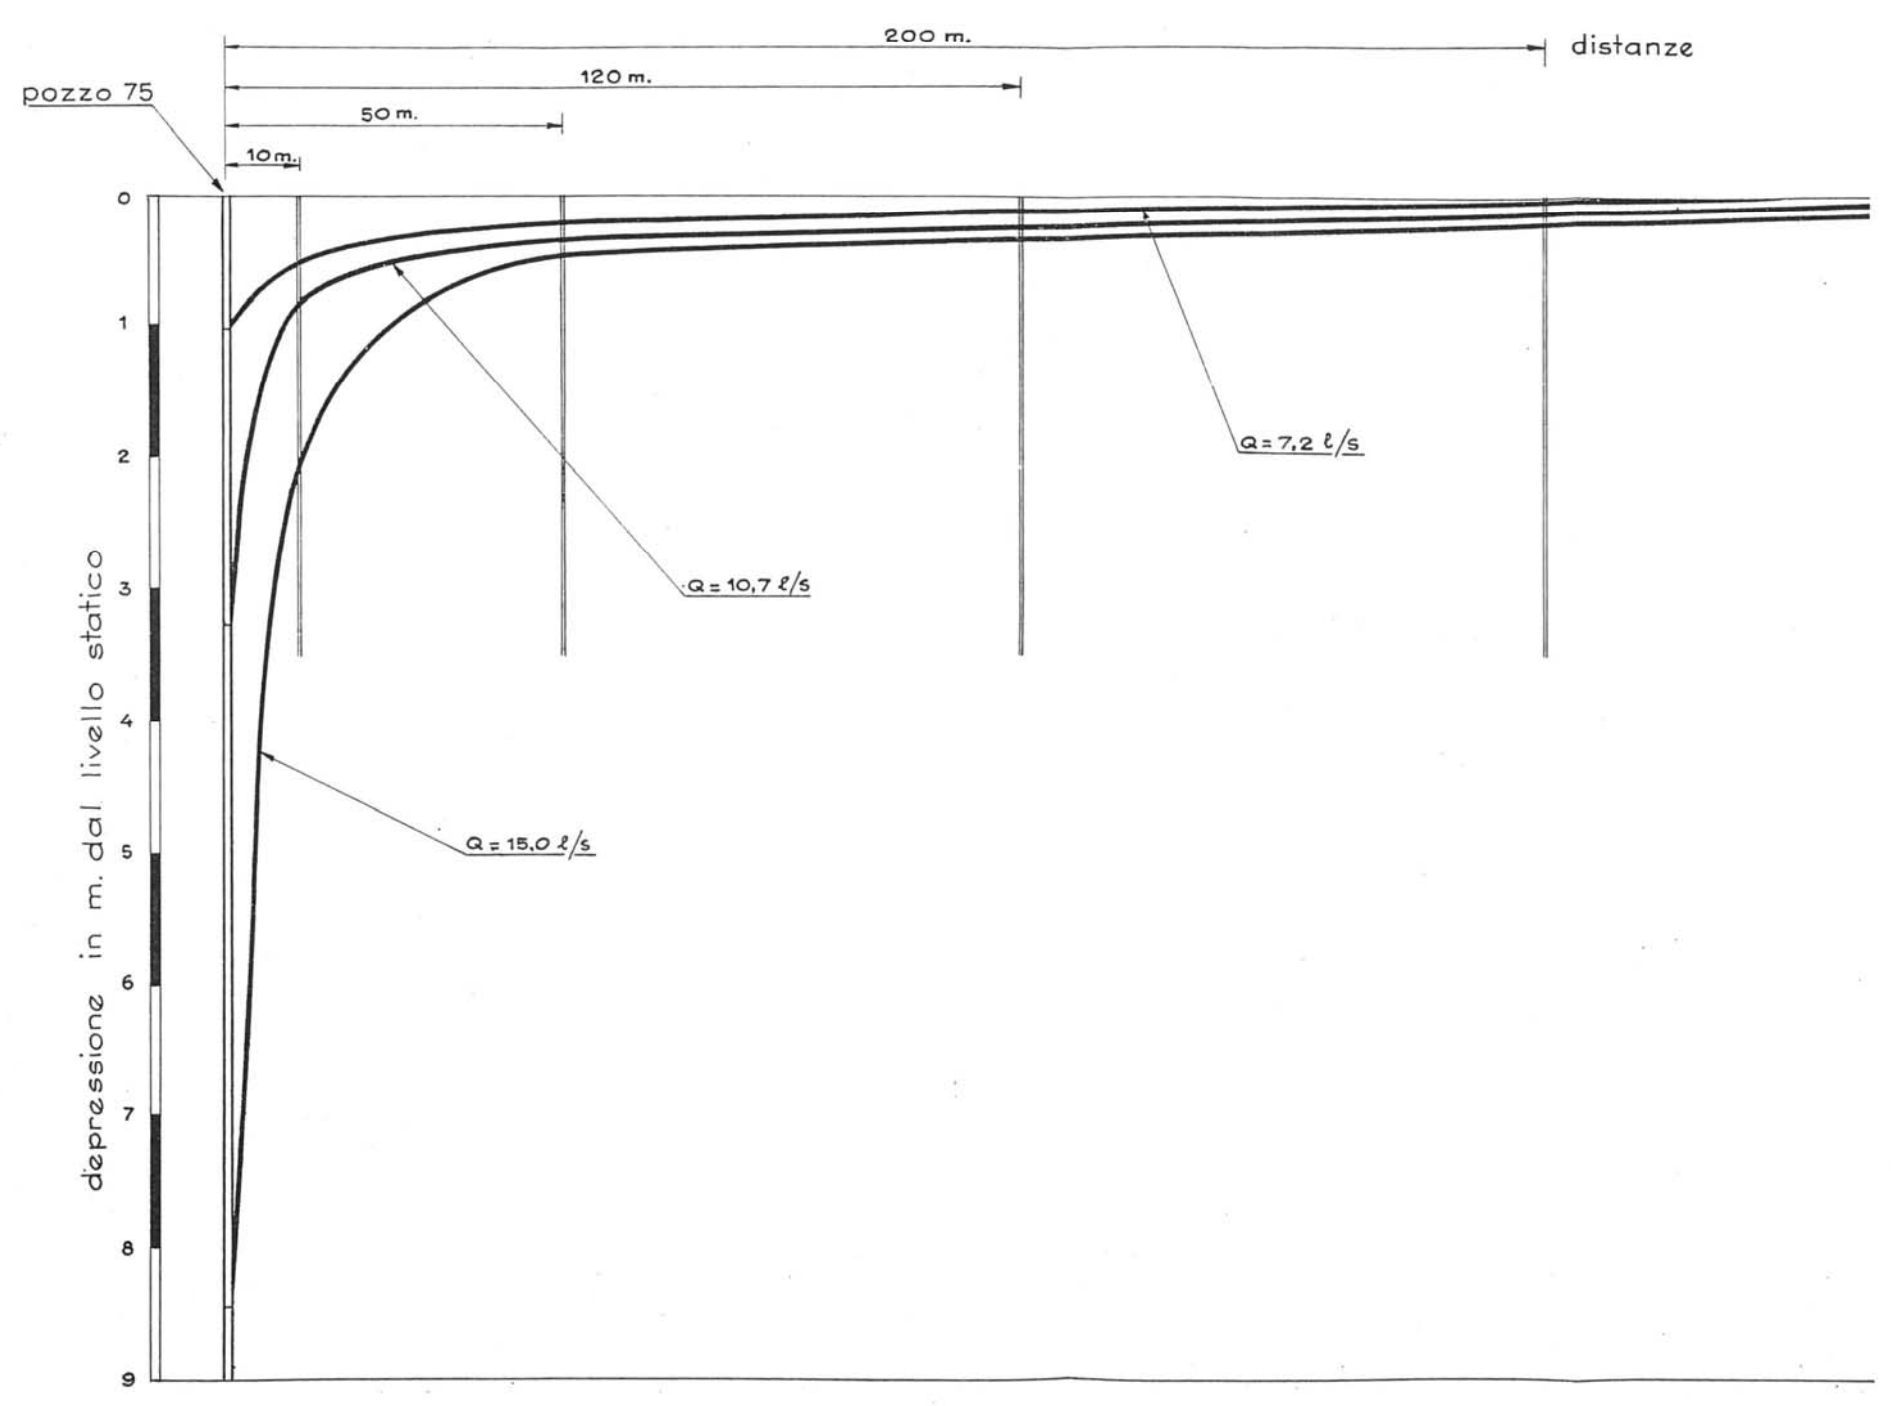 200 m.
distanze
120 m.
pozzo 75
50 m.
10 m.
0
1
2
3
4
5
6
7
8
9
depressione in m. dal livello statico
Q = 7,2 l/s
Q = 10,7 l/s
Q = 15,0 l/s